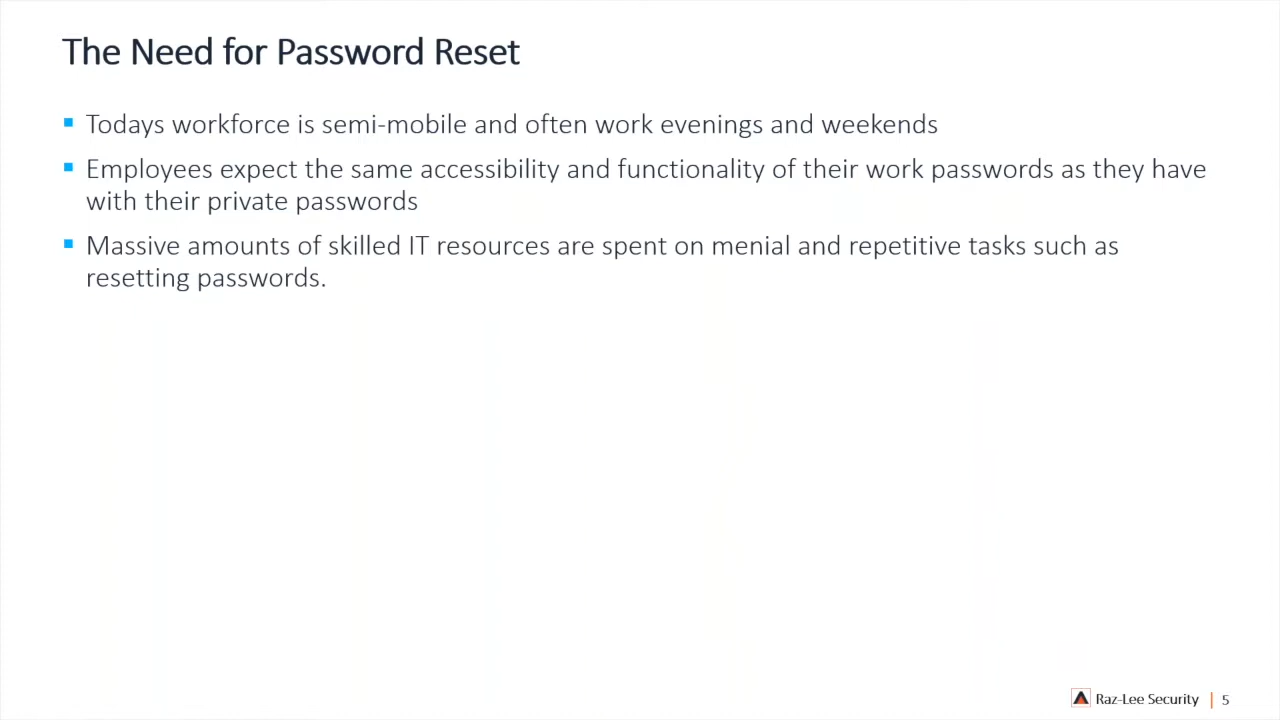 The Need for Password Reset
Todays workforce is semi-mobile and often work evenings and weekends
Employees expect the same accessibility and functionality of their work passwords as they have
with their private passwords
Massive amounts of skilled IT resources are spent on menial and repetitive tasks such as
resetting passwords.
Raz-Lee Security | 5